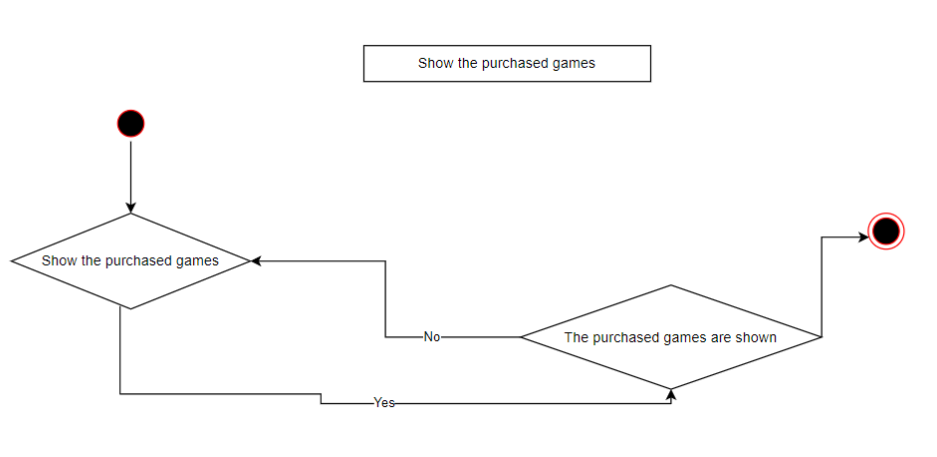 Show the purchased games
Show the purchased games
The purchased games are shown
No
Yes